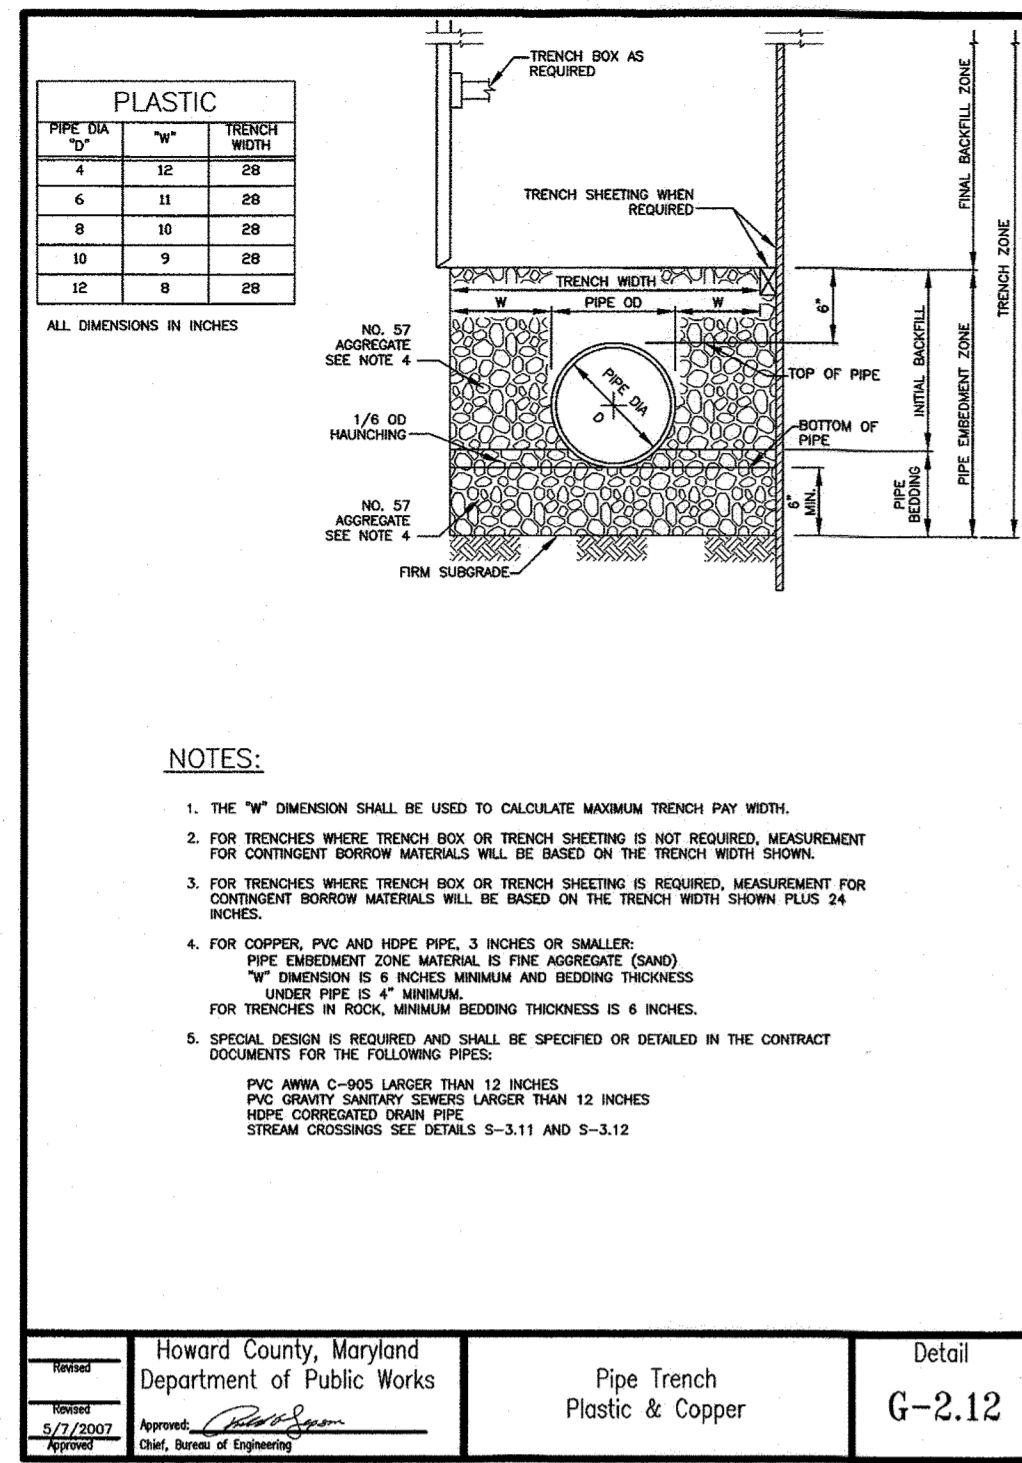 PLASTIC
PIPE DIA "D" "W" TRENCH WIDTH
4 12 28
6 11 28
8 10 28
10 9 28
12 8 28
ALL DIMENSIONS IN INCHES
TRENCH BOX AS
REQUIRED
TRENCH SHEETING WHEN
REQUIRED
TRENCH WIDTH
W PIPE OD W
NO. 57
AGGREGATE
SEE NOTE 4
PIPE DIA
D
1/6 OD
HAUNCHING
NO. 57
AGGREGATE
SEE NOTE 4
FIRM SUBGRADE
6"
TOP OF PIPE
BOTTOM OF
PIPE
6"
MIN.
INITIAL BACKFILL
PIPE
BEDDING
FINAL BACKFILL ZONE
PIPE EMBEDMENT ZONE
TRENCH ZONE
NOTES:
1. THE "W" DIMENSION SHALL BE USED TO CALCULATE MAXIMUM TRENCH PAY WIDTH.
2. FOR TRENCHES WHERE TRENCH BOX OR TRENCH SHEETING IS NOT REQUIRED, MEASUREMENT
FOR CONTINGENT BORROW MATERIALS WILL BE BASED ON THE TRENCH WIDTH SHOWN.
3. FOR TRENCHES WHERE TRENCH BOX OR TRENCH SHEETING IS REQUIRED, MEASUREMENT FOR
CONTINGENT BORROW MATERIALS WILL BE BASED ON THE TRENCH WIDTH SHOWN PLUS 24
INCHES.
4. FOR COPPER, PVC AND HDPE PIPE, 3 INCHES OR SMALLER:
PIPE EMBEDMENT ZONE MATERIAL IS FINE AGGREGATE (SAND)
"W" DIMENSION IS 6 INCHES MINIMUM AND BEDDING THICKNESS
UNDER PIPE IS 4" MINIMUM.
FOR TRENCHES IN ROCK, MINIMUM BEDDING THICKNESS IS 6 INCHES.
5. SPECIAL DESIGN IS REQUIRED AND SHALL BE SPECIFIED OR DETAILED IN THE CONTRACT
DOCUMENTS FOR THE FOLLOWING PIPES:
PVC AWWA C-905 LARGER THAN 12 INCHES
PVC GRAVITY SANITARY SEWERS LARGER THAN 12 INCHES
HDPE CORREGATED DRAIN PIPE
STREAM CROSSINGS SEE DETAILS S-3.11 AND S-3.12
Revised
Revised
5/7/2007
Approved
Howard County, Maryland
Department of Public Works
Approved:
Chief, Bureau of Engineering
Pipe Trench
Plastic & Copper
Detail
G-2.12